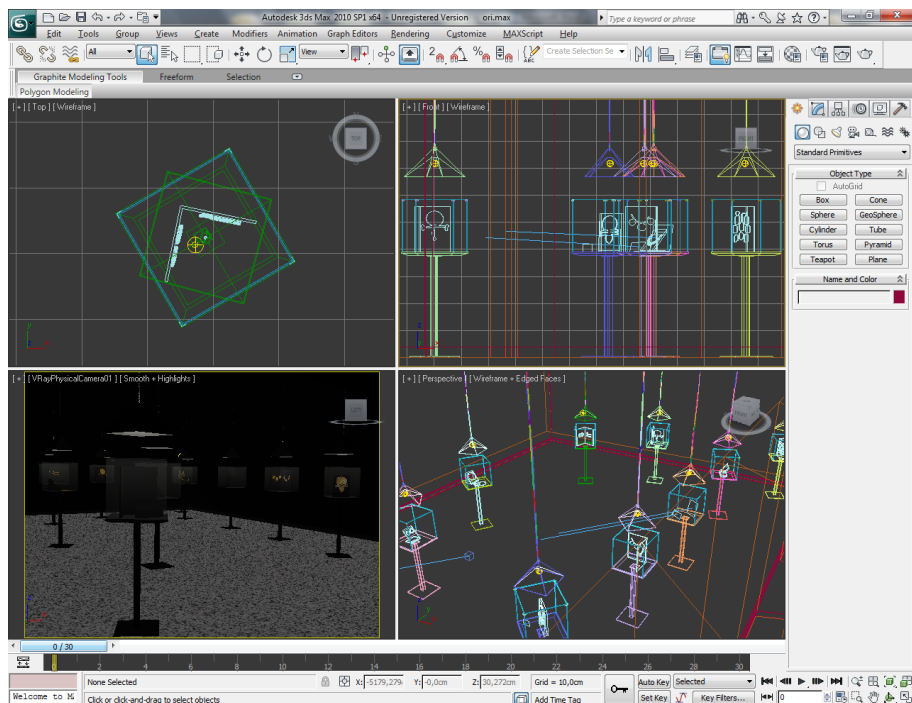 Autodesk 3ds Max 2010 SP1 x64 - Unregistered Version ori.max
Type a keyword or phrase
Edit Tools Group Views Create Modifiers Animation Graph Editors Rendering Customize MAXScript Help
All View Create Selection Se
Graphite Modeling Tools Freeform Selection
Polygon Modeling
[ + ] [ Top ] [ Wireframe ]
TOP
[ + ] [ Front ] [ Wireframe ]
FRONT
Standard Primitives
Object Type
AutoGrid
Box Cone
Sphere GeoSphere
Cylinder Tube
Torus Pyramid
Teapot Plane
Name and Color
[ + ] [ VRayPhysicalCamera01 ] [ Smooth + Highlights ]
[ + ] [ Perspective ] [ Wireframe + Edged Faces ]
0 / 30
0 2 4 6 8 10 12 14 16 18 20 22 24 26 28 30
None Selected X: -5179,279 Y: -0,0cm Z: 30,272cm Grid = 10,0cm Auto Key Selected
Welcome to M Click or click-and-drag to select objects Add Time Tag Set Key Key Filters... 0